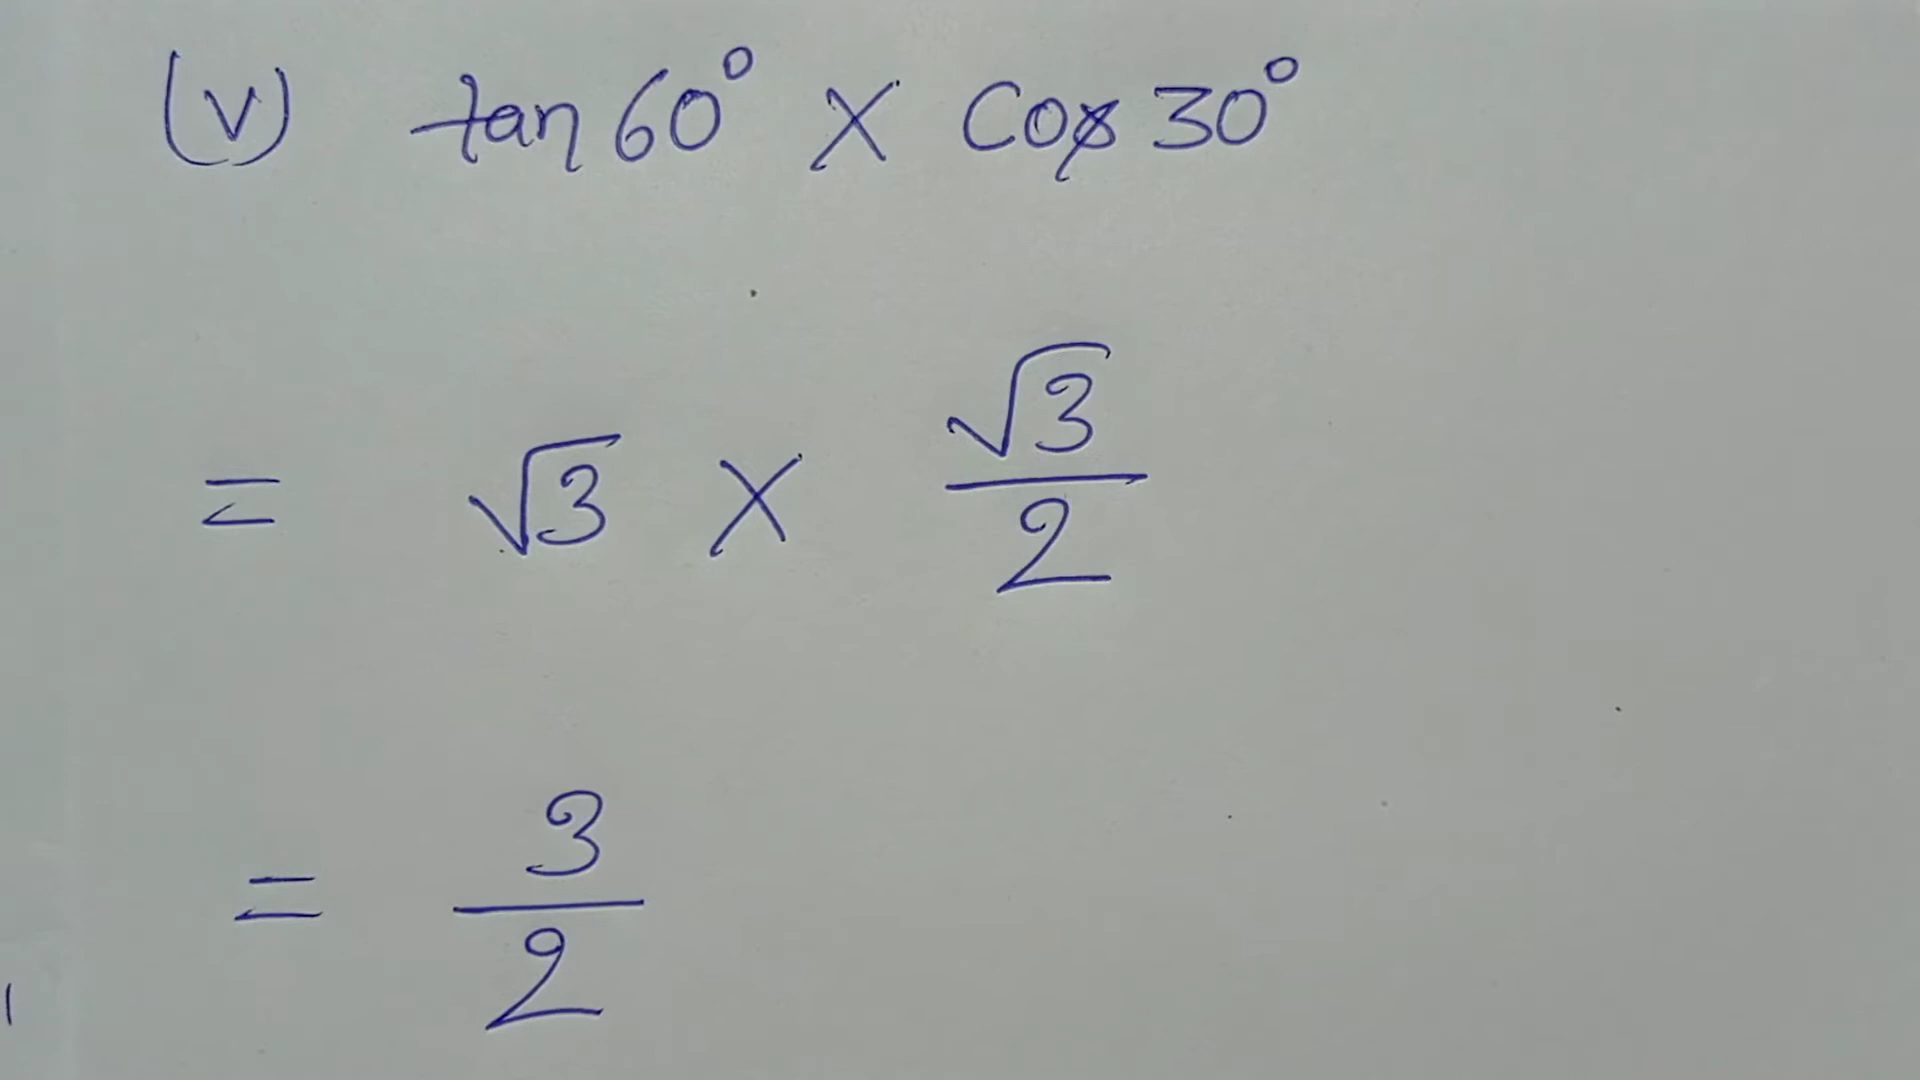 (v) tan 60° × cos 30°
= √3 × √3/2
= 3/2